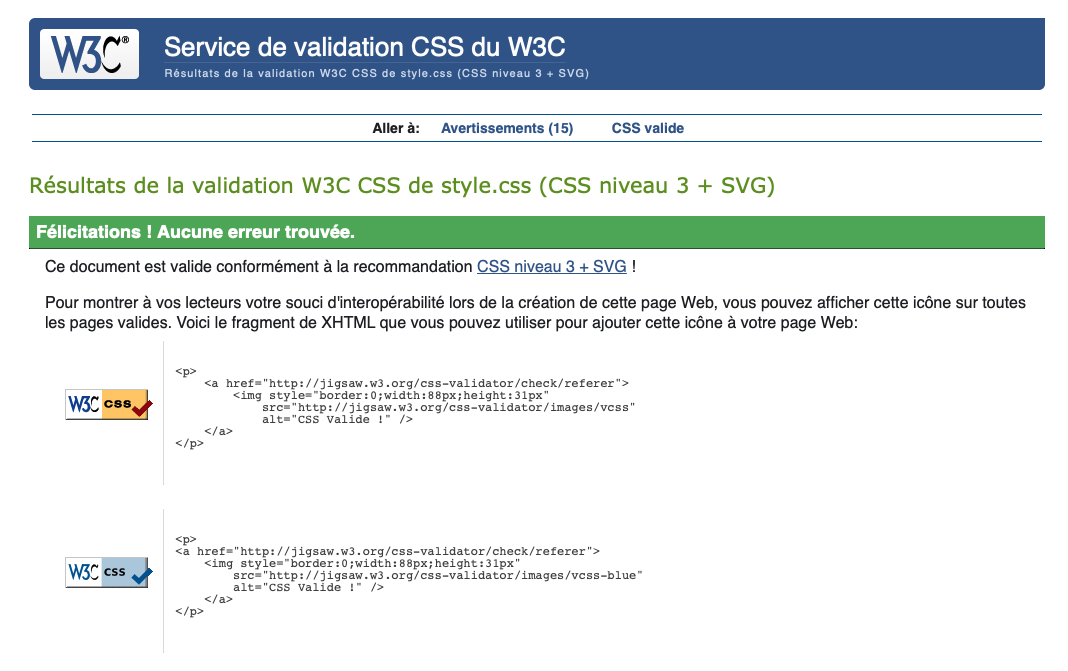 W3C®
Service de validation CSS du W3C
Résultats de la validation W3C CSS de style.css (CSS niveau 3 + SVG)
Aller à: Avertissements (15) CSS valide
Résultats de la validation W3C CSS de style.css (CSS niveau 3 + SVG)
Félicitations ! Aucune erreur trouvée.
Ce document est valide conformément à la recommandation CSS niveau 3 + SVG !
Pour montrer à vos lecteurs votre souci d'interopérabilité lors de la création de cette page Web, vous pouvez afficher cette icône sur toutes
les pages valides. Voici le fragment de XHTML que vous pouvez utiliser pour ajouter cette icône à votre page Web:
W3C css
<p>
    <a href="http://jigsaw.w3.org/css-validator/check/referer">
        <img style="border:0;width:88px;height:31px"
            src="http://jigsaw.w3.org/css-validator/images/vcss"
            alt="CSS Valide !" />
    </a>
</p>
W3C css
<p>
<a href="http://jigsaw.w3.org/css-validator/check/referer">
    <img style="border:0;width:88px;height:31px"
        src="http://jigsaw.w3.org/css-validator/images/vcss-blue"
        alt="CSS Valide !" />
    </a>
</p>